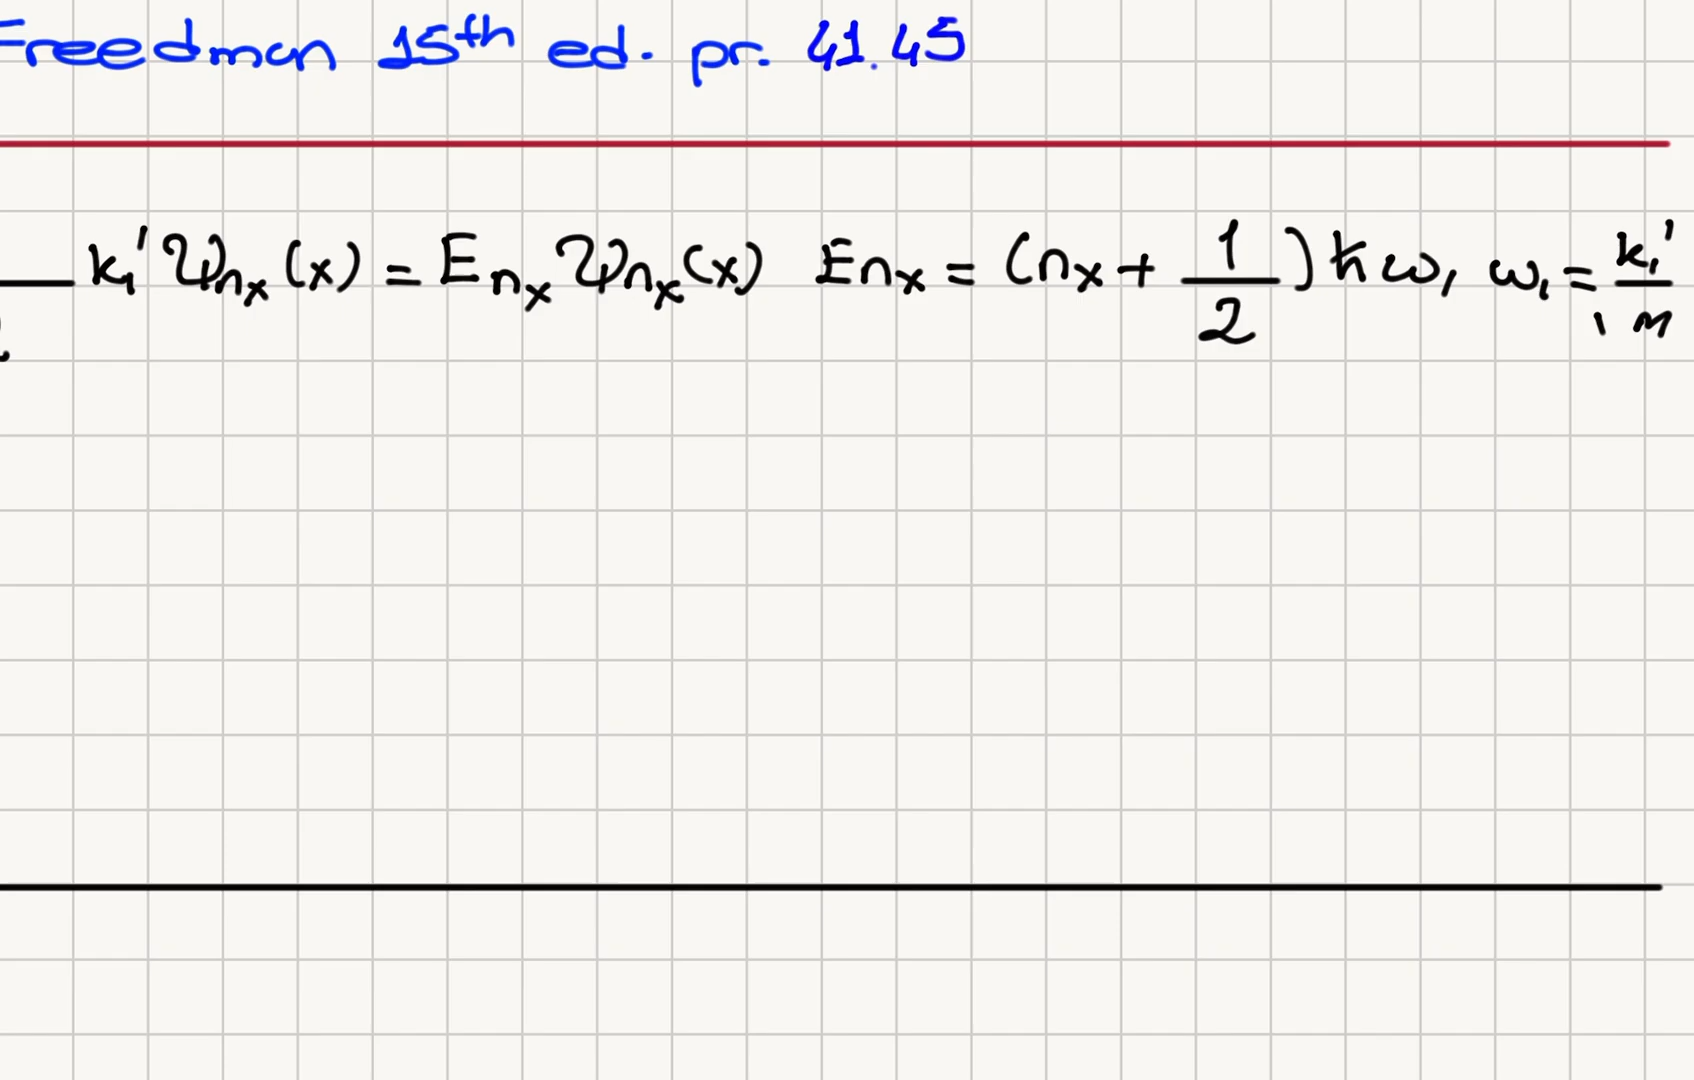 Freedman 15th ed. pr. 41.45
k₁' ψnₓ(x) = Enₓ ψnₓ(x) Enₓ = (nₓ + 1/2) ħω₁ ω₁ = k₁'/m